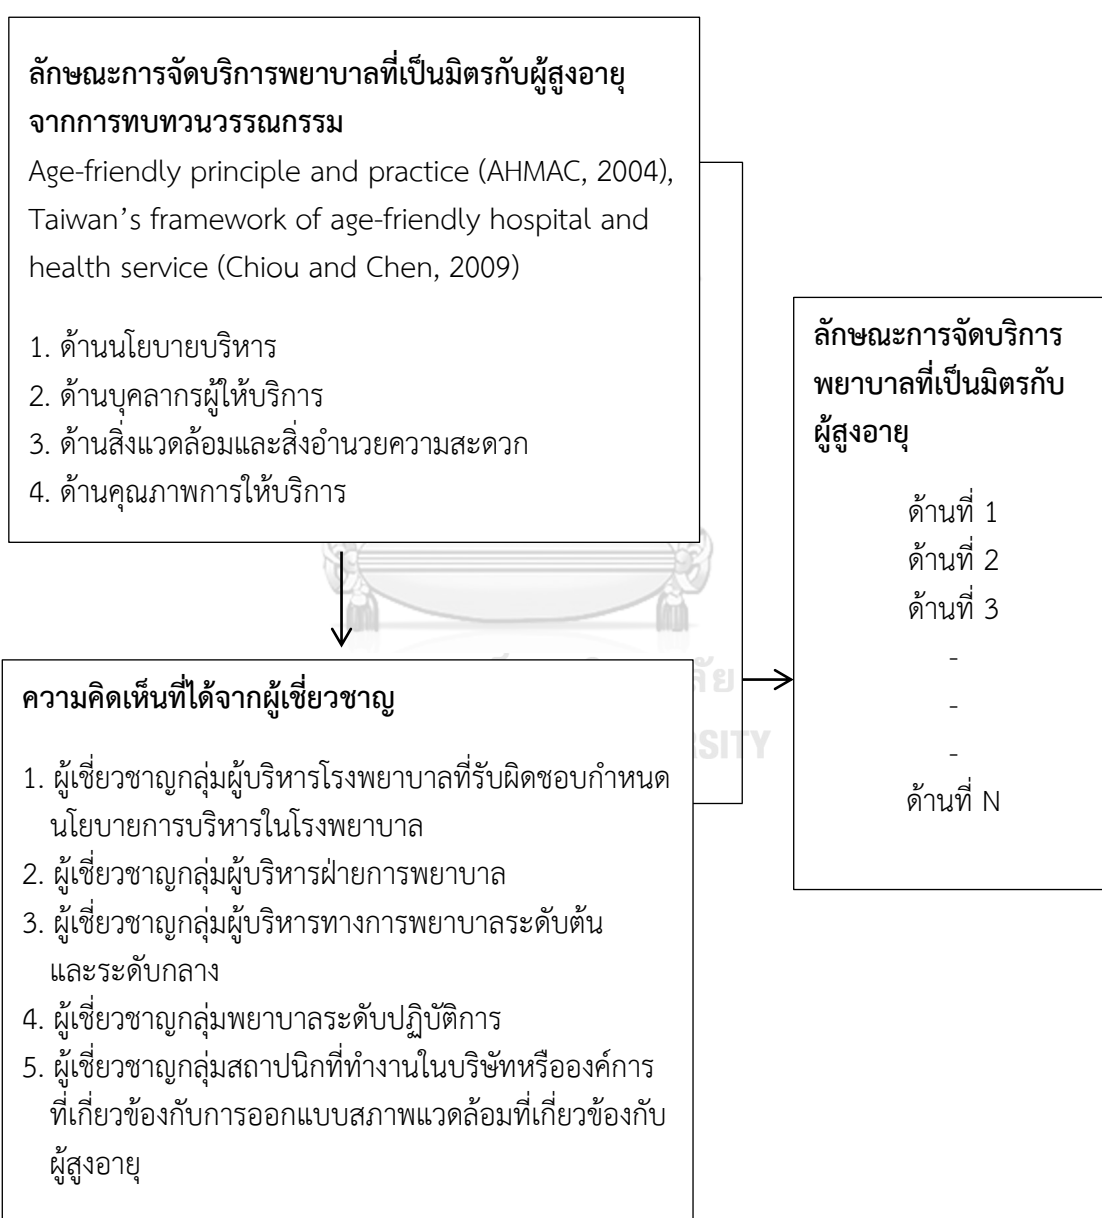 ลักษณะการจัดบริการพยาบาลที่เป็นมิตรกับผู้สูงอายุ
จากการทบทวนวรรณกรรม
Age-friendly principle and practice (AHMAC, 2004),
Taiwan's framework of age-friendly hospital and
health service (Chiou and Chen, 2009)
1. ด้านนโยบายบริหาร
2. ด้านบุคลากรผู้ให้บริการ
3. ด้านสิ่งแวดล้อมและสิ่งอำนวยความสะดวก
4. ด้านคุณภาพการให้บริการ
ความคิดเห็นที่ได้จากผู้เชี่ยวชาญ
1. ผู้เชี่ยวชาญกลุ่มผู้บริหารโรงพยาบาลที่รับผิดชอบกำหนด
นโยบายการบริหารในโรงพยาบาล
2. ผู้เชี่ยวชาญกลุ่มผู้บริหารฝ่ายการพยาบาล
3. ผู้เชี่ยวชาญกลุ่มผู้บริหารทางการพยาบาลระดับต้น
และระดับกลาง
4. ผู้เชี่ยวชาญกลุ่มพยาบาลระดับปฏิบัติการ
5. ผู้เชี่ยวชาญกลุ่มสถาปนิกที่ทำงานในบริษัทหรือองค์การ
ที่เกี่ยวข้องกับการออกแบบสภาพแวดล้อมที่เกี่ยวข้องกับ
ผู้สูงอายุ
ลักษณะการจัดบริการ
พยาบาลที่เป็นมิตรกับ
ผู้สูงอายุ
ด้านที่ 1
ด้านที่ 2
ด้านที่ 3
-
-
-
ด้านที่ N